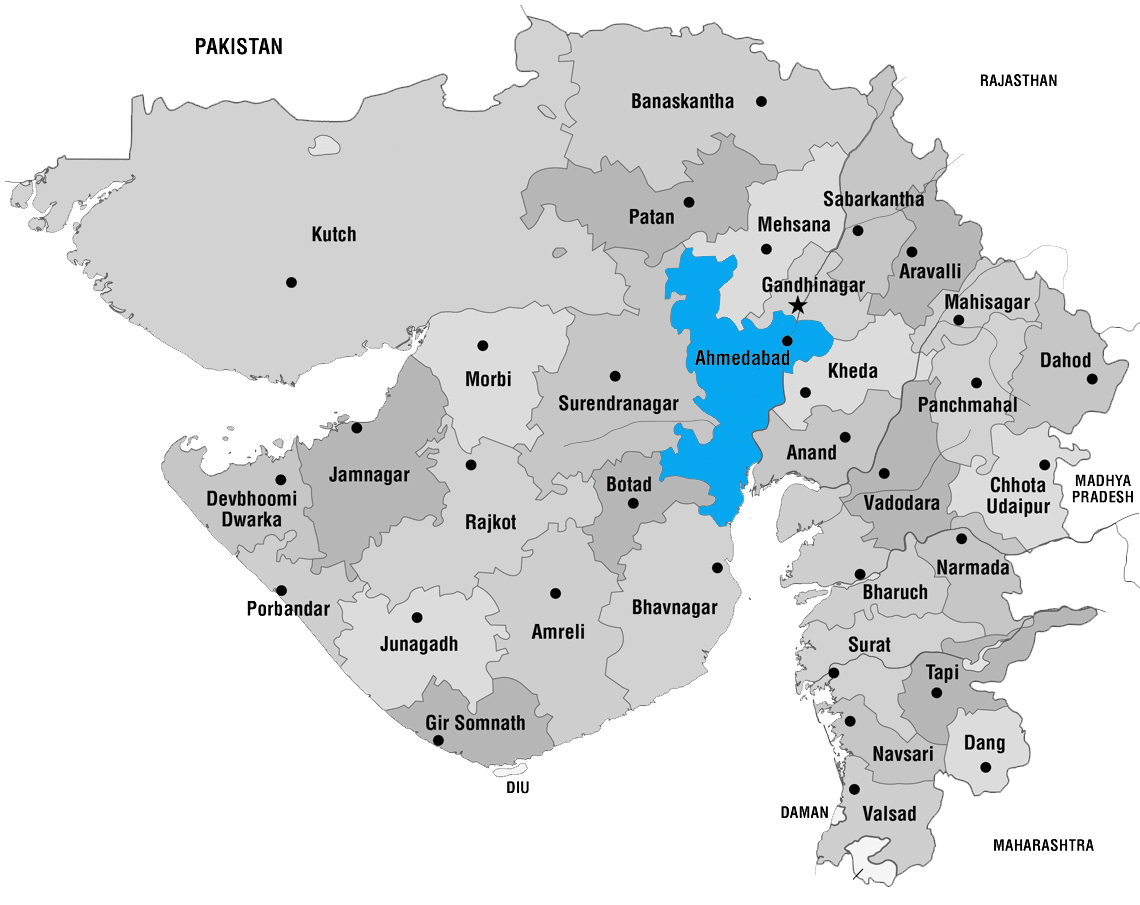 PAKISTAN
RAJASTHAN
Banaskantha
Sabarkantha
Patan
Mehsana
Kutch
Aravalli
Gandhinagar
Mahisagar
Ahmedabad
Dahod
Kheda
Morbi
Surendranagar
Panchmahal
Anand
Jamnagar
Botad
Devbhoomi
Dwarka
Rajkot
Vadodara
Chhota
Udaipur
MADHYA
PRADESH
Narmada
Bharuch
Porbandar
Bhavnagar
Amreli
Junagadh
Surat
Tapi
Gir Somnath
Navsari
Dang
DIU
DAMAN
Valsad
MAHARASHTRA